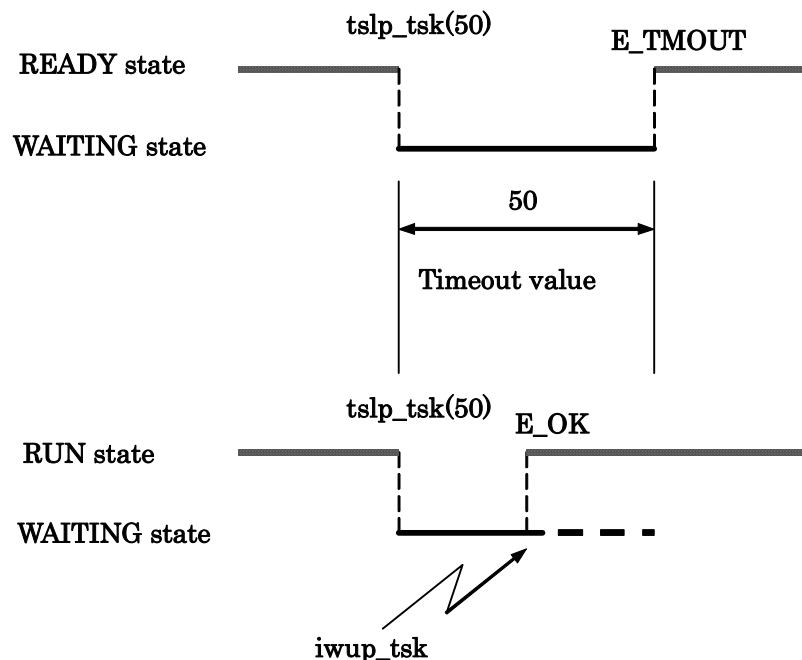 tslp_tsk(50)
E_TMOUT
READY state
WAITING state
50
Timeout value
tslp_tsk(50)
E_OK
RUN state
WAITING state
iwup_tsk